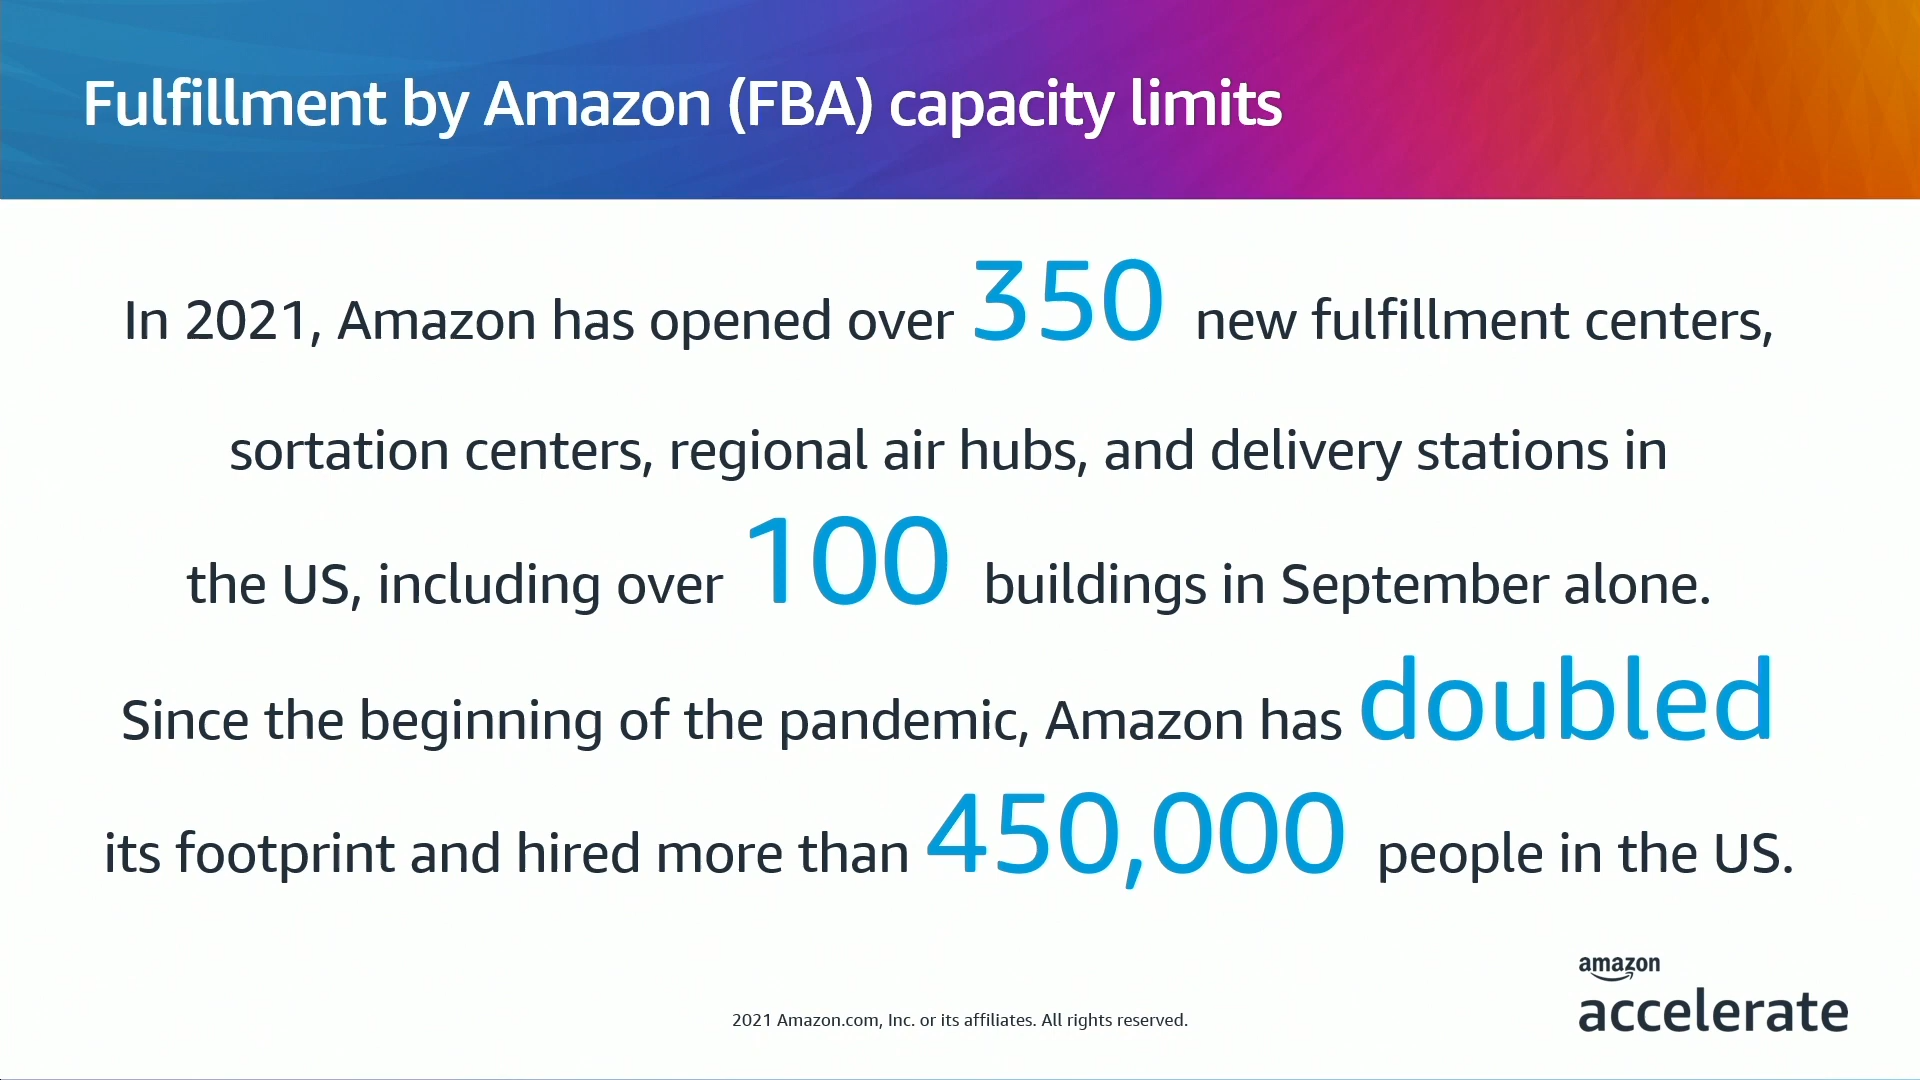 Fulfillment by Amazon (FBA) capacity limits
In 2021, Amazon has opened over 350 new fulfillment centers,
sortation centers, regional air hubs, and delivery stations in
the US, including over 100 buildings in September alone.
Since the beginning of the pandemic, Amazon has doubled
its footprint and hired more than 450,000 people in the US.
amazon
accelerate
2021 Amazon.com, Inc. or its affiliates. All rights reserved.